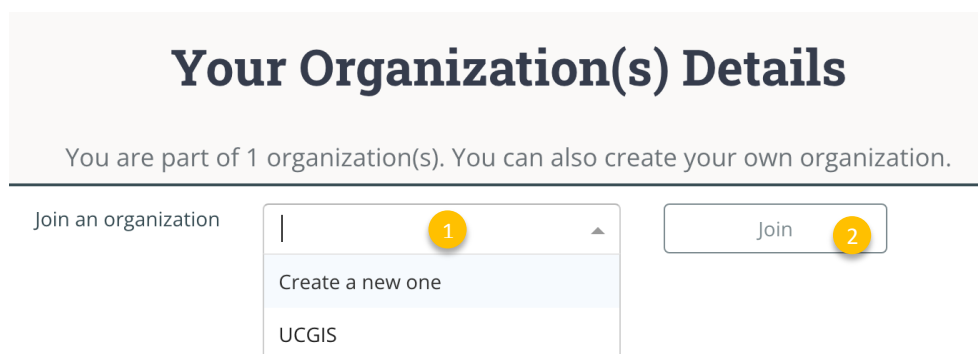 Your Organization(s) Details
You are part of 1 organization(s). You can also create your own organization.
Join an organization 1 Join 2
Create a new one
UCGIS